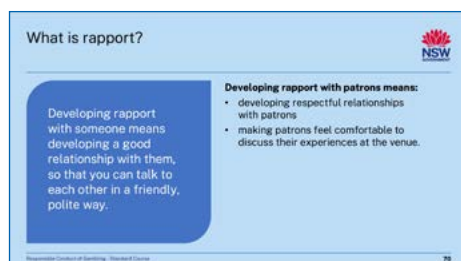 What is rapport?
NSW
GOVERNMENT
Developing rapport
with someone means
developing a good
relationship with them,
so that you can talk to
each other in a friendly,
polite way.
Developing rapport with patrons means:
• developing respectful relationships
with patrons
• making patrons feel comfortable to
discuss their experiences at the venue.
Responsible Conduct of Gambling - Standard Course
70